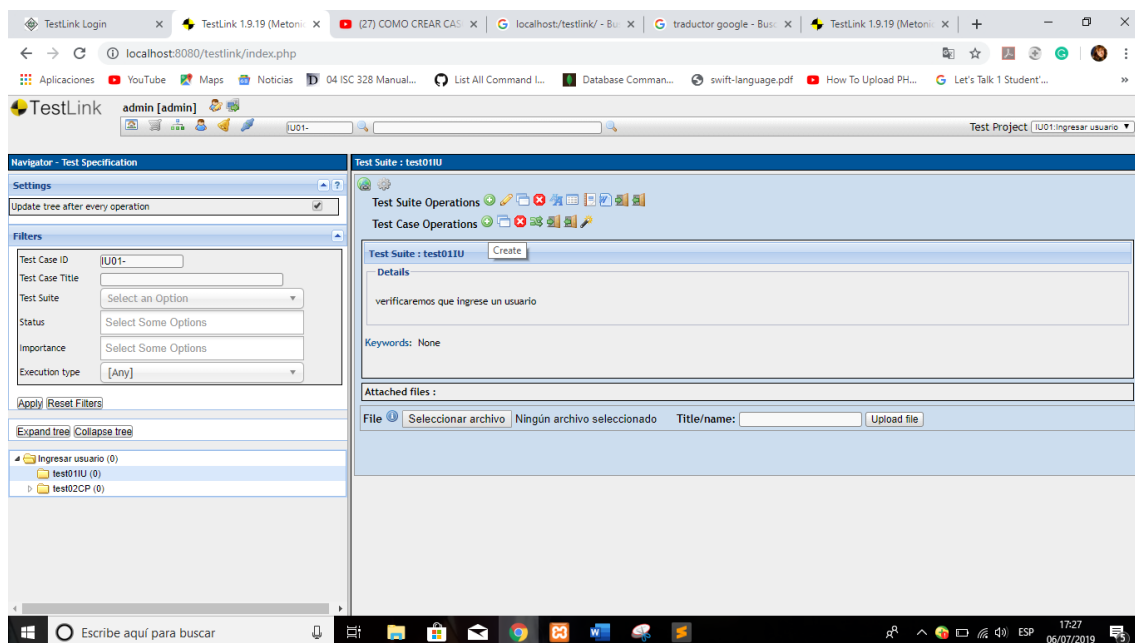 TestLink Login
TestLink 1.9.19 (Metonic
(27) COMO CREAR CAS
localhost:/testlink/ - Bu
traductor google - Busc
TestLink 1.9.19 (Metonic
localhost:8080/testlink/index.php
Aplicaciones YouTube Maps Noticias 04 ISC 328 Manual... List All Command I... Database Comman... swift-language.pdf How To Upload PH... Let's Talk 1 Student'... »
TestLink admin [admin]
IU01-
Test Project IU01:Ingresar usuario
Navigator - Test Specification
Settings
Update tree after every operation
Filters
Test Case ID IU01-
Test Case Title
Test Suite Select an Option
Status Select Some Options
Importance Select Some Options
Execution type [Any]
Apply Reset Filters
Expand tree Collapse tree
Ingresar usuario (0)
test01IU (0)
test02CP (0)
Test Suite : test01IU
Test Suite Operations
Test Case Operations
Create
Test Suite : test01IU
Details
verificaremos que ingrese un usuario
Keywords: None
Attached files :
File Seleccionar archivo Ningún archivo seleccionado Title/name: Upload file
Escribe aquí para buscar
ESP
17:27
06/07/2019